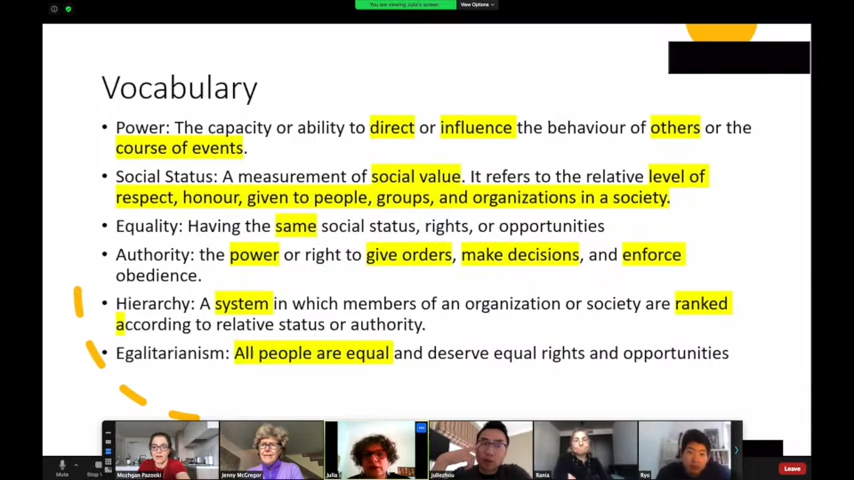 You are viewing Julia's screen
View Options
Vocabulary
• Power: The capacity or ability to direct or influence the behaviour of others or the
course of events.
• Social Status: A measurement of social value. It refers to the relative level of
respect, honour, given to people, groups, and organizations in a society.
• Equality: Having the same social status, rights, or opportunities
• Authority: the power or right to give orders, make decisions, and enforce
obedience.
• Hierarchy: A system in which members of an organization or society are ranked
according to relative status or authority.
• Egalitarianism: All people are equal and deserve equal rights and opportunities
Mozhgan Pazooki
Jenny McGregor
Julia
Juliezhou
Rania
Ryo
Mute
Stop
Leave